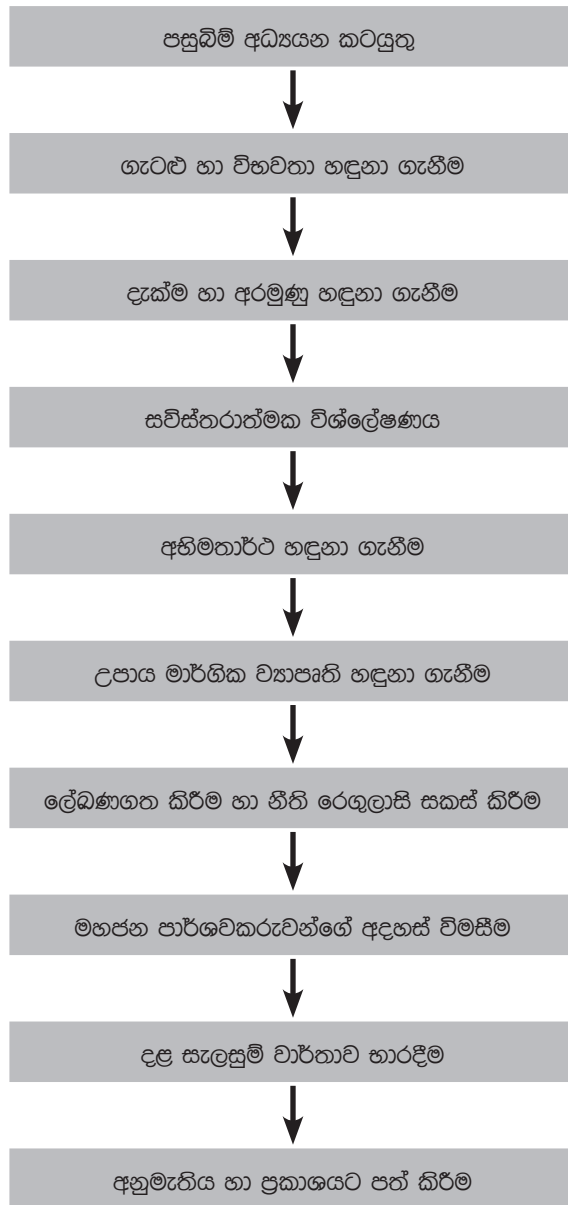 පසුබිම් අධ්‍යයන කටයුතු
ගැටළු හා විභවතා හඳුනා ගැනීම
දැක්ම හා අරමුණු හඳුනා ගැනීම
සවිස්තරාත්මක විශ්ලේෂණය
අභිමතාර්ථ හඳුනා ගැනීම
උපාය මාර්ගික ව්‍යාපෘති හඳුනා ගැනීම
ලේඛණගත කිරීම හා නීති රෙගුලාසි සකස් කිරීම
මහජන පාර්ශවකරුවන්ගේ අදහස් විමසීම
දළ සැලසුම් වාර්තාව භාරදීම
අනුමැතිය හා ප්‍රකාශයට පත් කිරීම